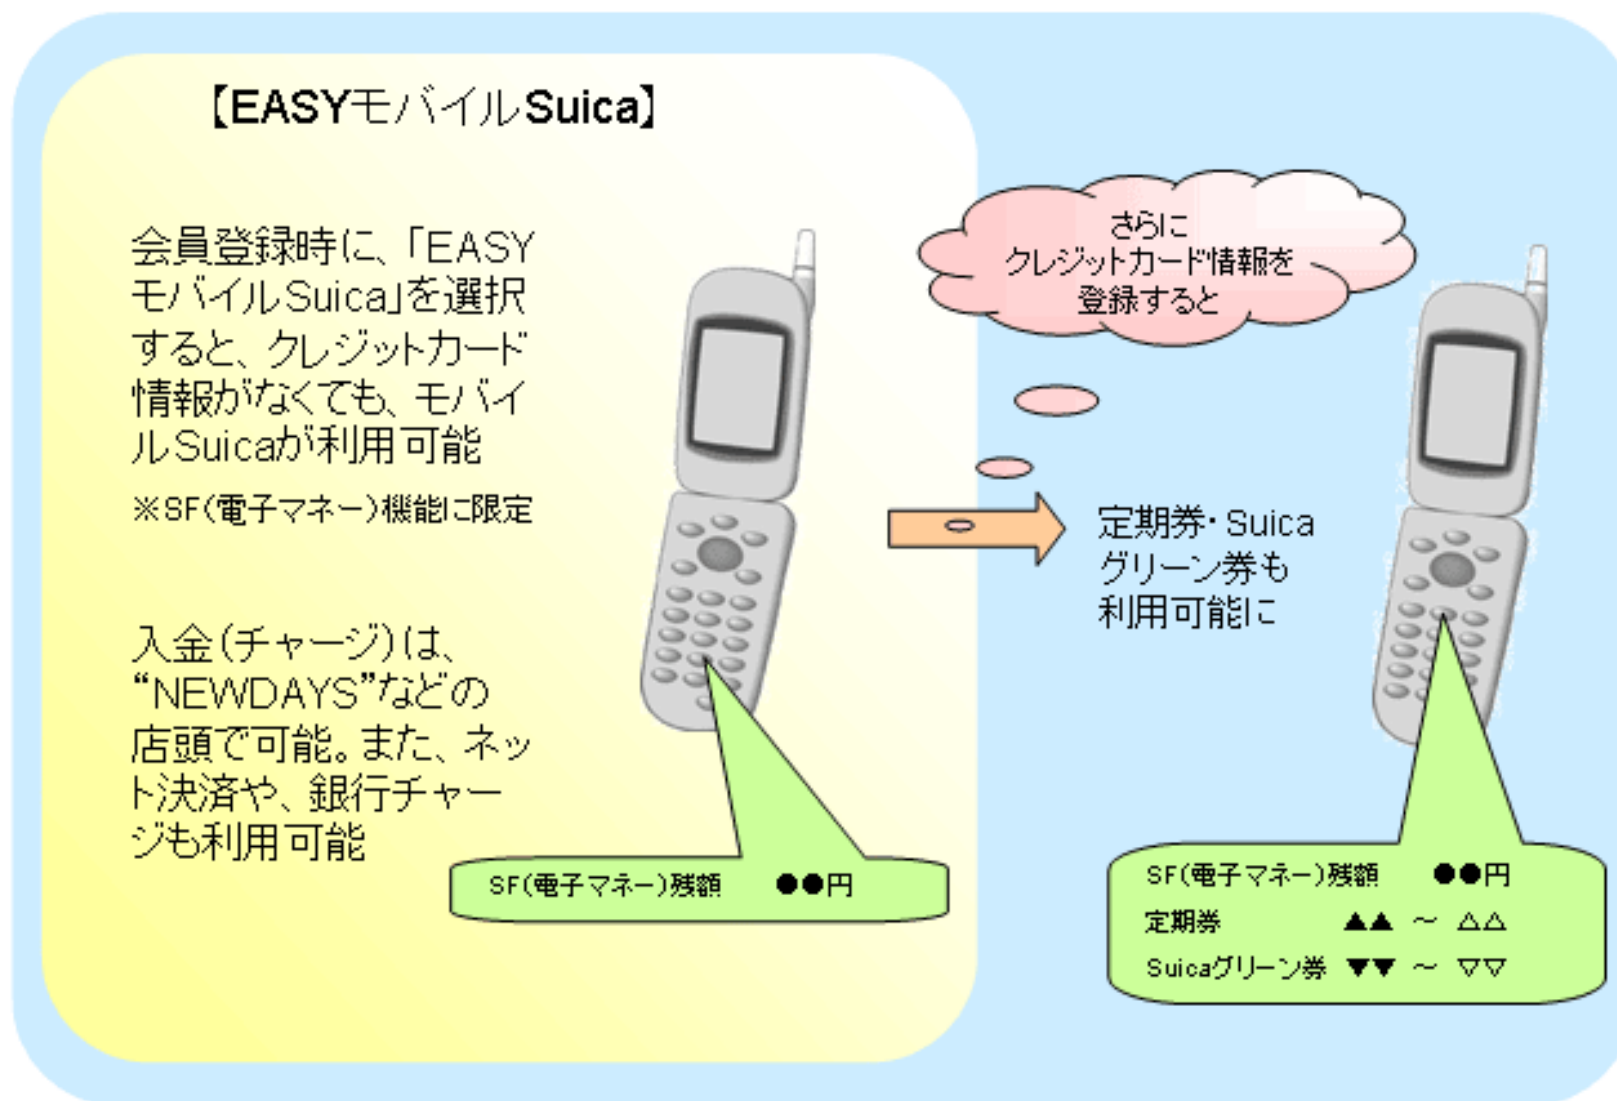 【EASYモバイルSuica】
会員登録時に、「EASY
モバイルSuica」を選択
すると、クレジットカード
情報がなくても、モバイ
ルSuicaが利用可能
※SF(電子マネー)機能に限定
入金(チャージ)は、
“NEWDAYS”などの
店頭で可能。また、ネッ
ト決済や、銀行チャー
ジも利用可能
SF(電子マネー)残額 ●●円
さらに
クレジットカード情報を
登録すると
定期券・Suica
グリーン券も
利用可能に
SF(電子マネー)残額 ●●円
定期券 ▲▲ ～ △△
Suicaグリーン券 ▼▼ ～ ▽▽